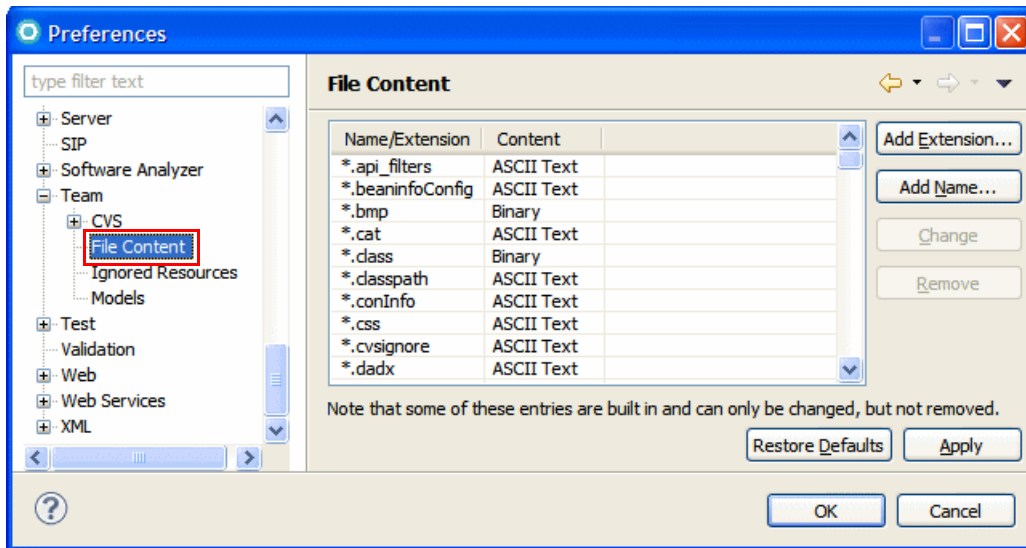 Preferences
type filter text
Server
SIP
Software Analyzer
Team
CVS
File Content
Ignored Resources
Models
Test
Validation
Web
Web Services
XML
File Content
Name/Extension Content
*.api_filters ASCII Text
*.beaninfoConfig ASCII Text
*.bmp Binary
*.cat ASCII Text
*.class Binary
*.classpath ASCII Text
*.conInfo ASCII Text
*.css ASCII Text
*.cvsignore ASCII Text
*.dadx ASCII Text
Add Extension...
Add Name...
Change
Remove
Note that some of these entries are built in and can only be changed, but not removed.
Restore Defaults Apply
OK Cancel